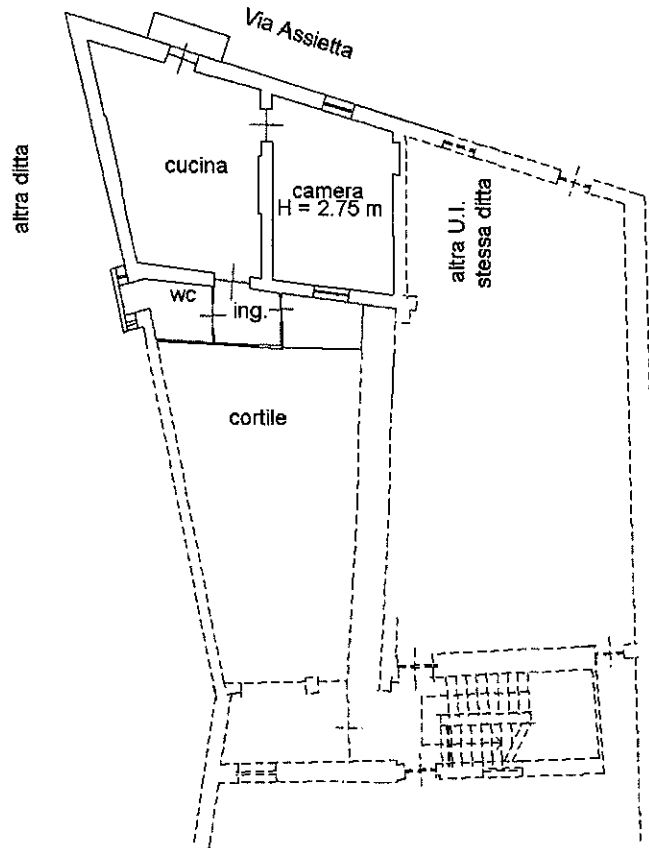 Via Assietta
altra ditta
cucina
camera
H = 2.75 m
altra U.I.
stessa ditta
wc
ing.
cortile